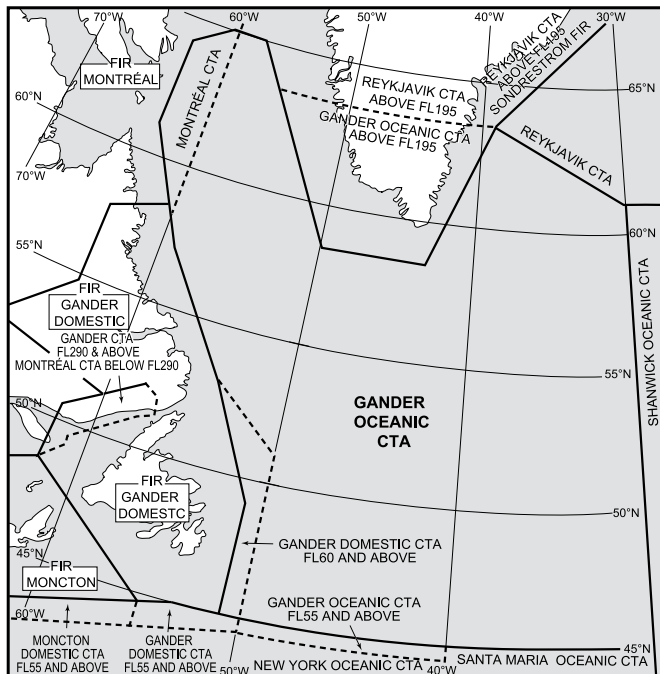 70°W
60°W
50°W
40°W
30°W
FIR
MONTRÉAL
MONTRÉAL CTA
REYKJAVIK CTA
ABOVE FL195
GANDER OCEANIC CTA
ABOVE FL195
REYKJAVIK CTA
ABOVE FL195
SONDRESTROM FIR
65°N
60°N
REYKJAVIK CTA
70°W
60°N
55°N
FIR
GANDER
DOMESTIC
GANDER CTA
FL290 & ABOVE
MONTRÉAL CTA BELOW FL290
SHANWICK OCEANIC CTA
55°N
50°N
GANDER
OCEANIC
CTA
FIR
GANDER
DOMESTC
50°N
GANDER DOMESTIC CTA
FL60 AND ABOVE
45°N
FIR
MONCTON
60°W
GANDER OCEANIC CTA
FL55 AND ABOVE
MONCTON
DOMESTIC CTA
FL55 AND ABOVE
GANDER
DOMESTIC CTA
FL55 AND ABOVE
50°W
NEW YORK OCEANIC CTA
40°W
SANTA MARIA OCEANIC CTA
45°N